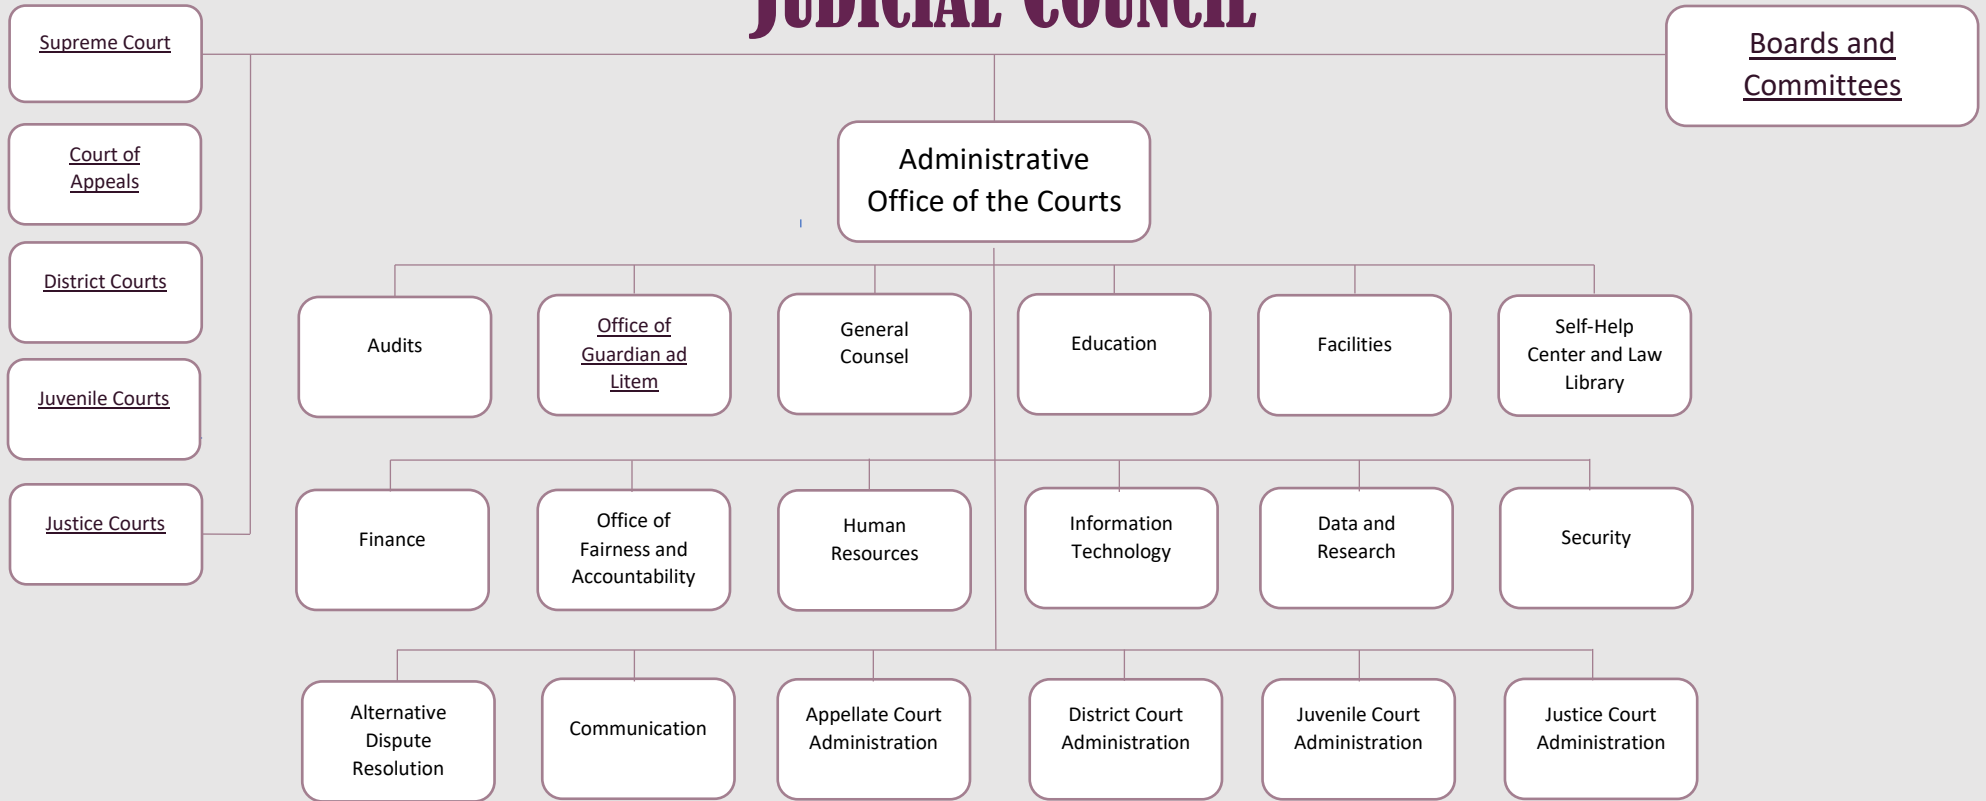 JUDICIAL COUNCIL
Supreme Court
Boards and
Committees
Court of
Appeals
Administrative
Office of the Courts
District Courts
Juvenile Courts
Justice Courts
Audits
Office of
Guardian ad
Litem
General
Counsel
Education
Facilities
Self-Help
Center and Law
Library
Finance
Office of
Fairness and
Accountability
Human
Resources
Information
Technology
Data and
Research
Security
Alternative
Dispute
Resolution
Communication
Appellate Court
Administration
District Court
Administration
Juvenile Court
Administration
Justice Court
Administration